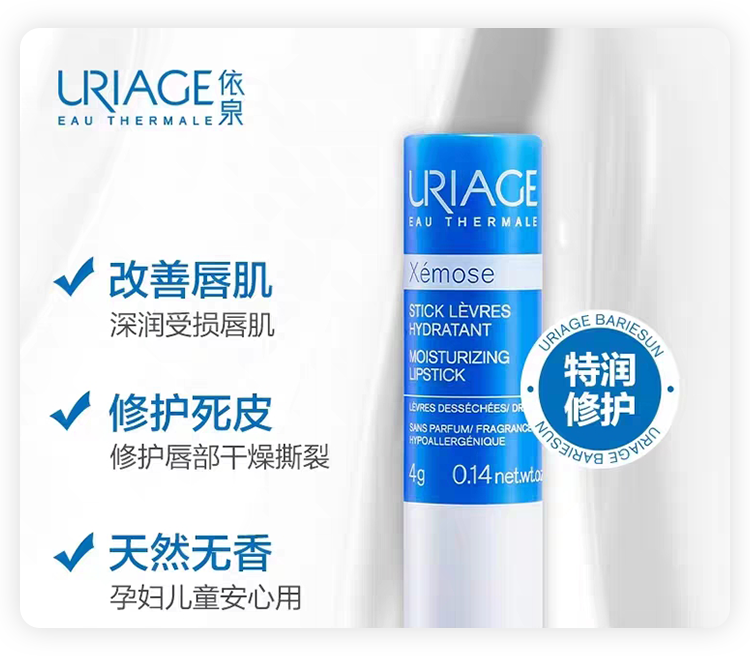 URIAGE 依泉
EAU THERMALE
改善唇肌
深润受损唇肌
修护死皮
修护唇部干燥撕裂
天然无香
孕妇儿童安心用
URIAGE
EAU THERMALE
Xémose
STICK LÈVRES
HYDRATANT
MOISTURIZING
LIPSTICK
LÈVRES DESSÉCHÉES/
SANS PARFUM/ FRAGRANCE
HYPOALLERGÉNIQUE
4g 0.14 net.wt.oz
URIAGE BARIESUN
特润
修护
URIAGE BARIESUN